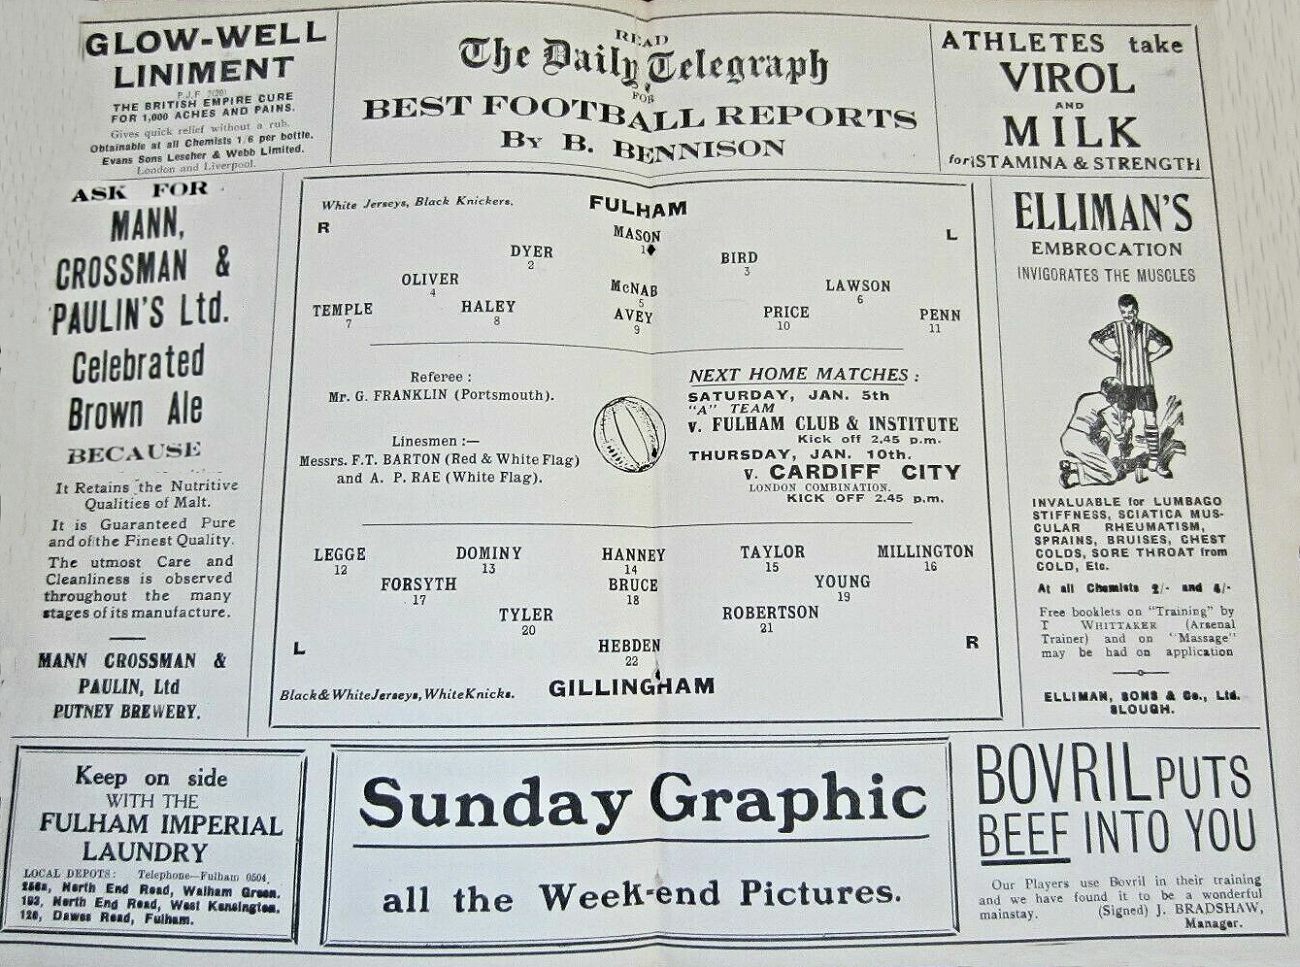 GLOW-WELL
LINIMENT
P.J.F. 2(20)
THE BRITISH EMPIRE CURE
FOR 1,000 ACHES AND PAINS.
Gives quick relief without a rub.
Obtainable at all Chemists 1/6 per bottle.
Evans Sons Lescher & Webb Limited.
London and Liverpool.
READ
The Daily Telegraph
FOR
BEST FOOTBALL REPORTS
By B. BENNISON
ATHLETES take
VIROL
AND
MILK
for STAMINA & STRENGTH
ASK FOR
MANN,
CROSSMAN &
PAULIN'S Ltd.
Celebrated
Brown Ale
BECAUSE
It Retains the Nutritive
Qualities of Malt.
It is Guaranteed Pure
and of the Finest Quality.
The utmost Care and
Cleanliness is observed
throughout the many
stages of its manufacture.
MANN CROSSMAN &
PAULIN, Ltd
PUTNEY BREWERY.
White Jerseys, Black Knickers.
FULHAM
R
L
MASON
1
DYER
2
BIRD
3
OLIVER
4
McNAB
5
LAWSON
6
TEMPLE
7
HALEY
8
AVEY
9
PRICE
10
PENN
11
Referee :
Mr. G. FRANKLIN (Portsmouth).
Linesmen :—
Messrs. F.T. BARTON (Red & White Flag)
and A. P. RAE (White Flag).
NEXT HOME MATCHES :
SATURDAY, JAN. 5th
"A" TEAM
v. FULHAM CLUB & INSTITUTE
Kick off 2.45 p.m.
THURSDAY, JAN. 10th.
v. CARDIFF CITY
LONDON COMBINATION.
KICK OFF 2.45 p.m.
LEGGE
12
DOMINY
13
HANNEY
14
TAYLOR
15
MILLINGTON
16
FORSYTH
17
BRUCE
18
YOUNG
19
TYLER
20
ROBERTSON
21
L
HEBDEN
22
R
Black & White Jerseys, White Knicks.
GILLINGHAM
ELLIMAN'S
EMBROCATION
INVIGORATES THE MUSCLES
INVALUABLE for LUMBAGO
STIFFNESS, SCIATICA MUS-
CULAR RHEUMATISM,
SPRAINS, BRUISES, CHEST
COLDS, SORE THROAT from
COLD, Etc.
At all Chemists 2/- and 4/-
Free booklets on "Training" by
T WHITTAKER (Arsenal
Trainer) and on "Massage"
may be had on application
ELLIMAN, SONS & Co., Ltd.
SLOUGH.
Keep on side
WITH THE
FULHAM IMPERIAL
LAUNDRY
LOCAL DEPOTS: Telephone—Fulham 0504.
256a, North End Road, Walham Green.
193, North End Road, West Kensington.
120, Dawes Road, Fulham.
Sunday Graphic
all the Week-end Pictures.
BOVRIL PUTS
BEEF INTO YOU
Our Players use Bovril in their training
and we have found it to be a wonderful
mainstay. (Signed) J. BRADSHAW,
Manager.